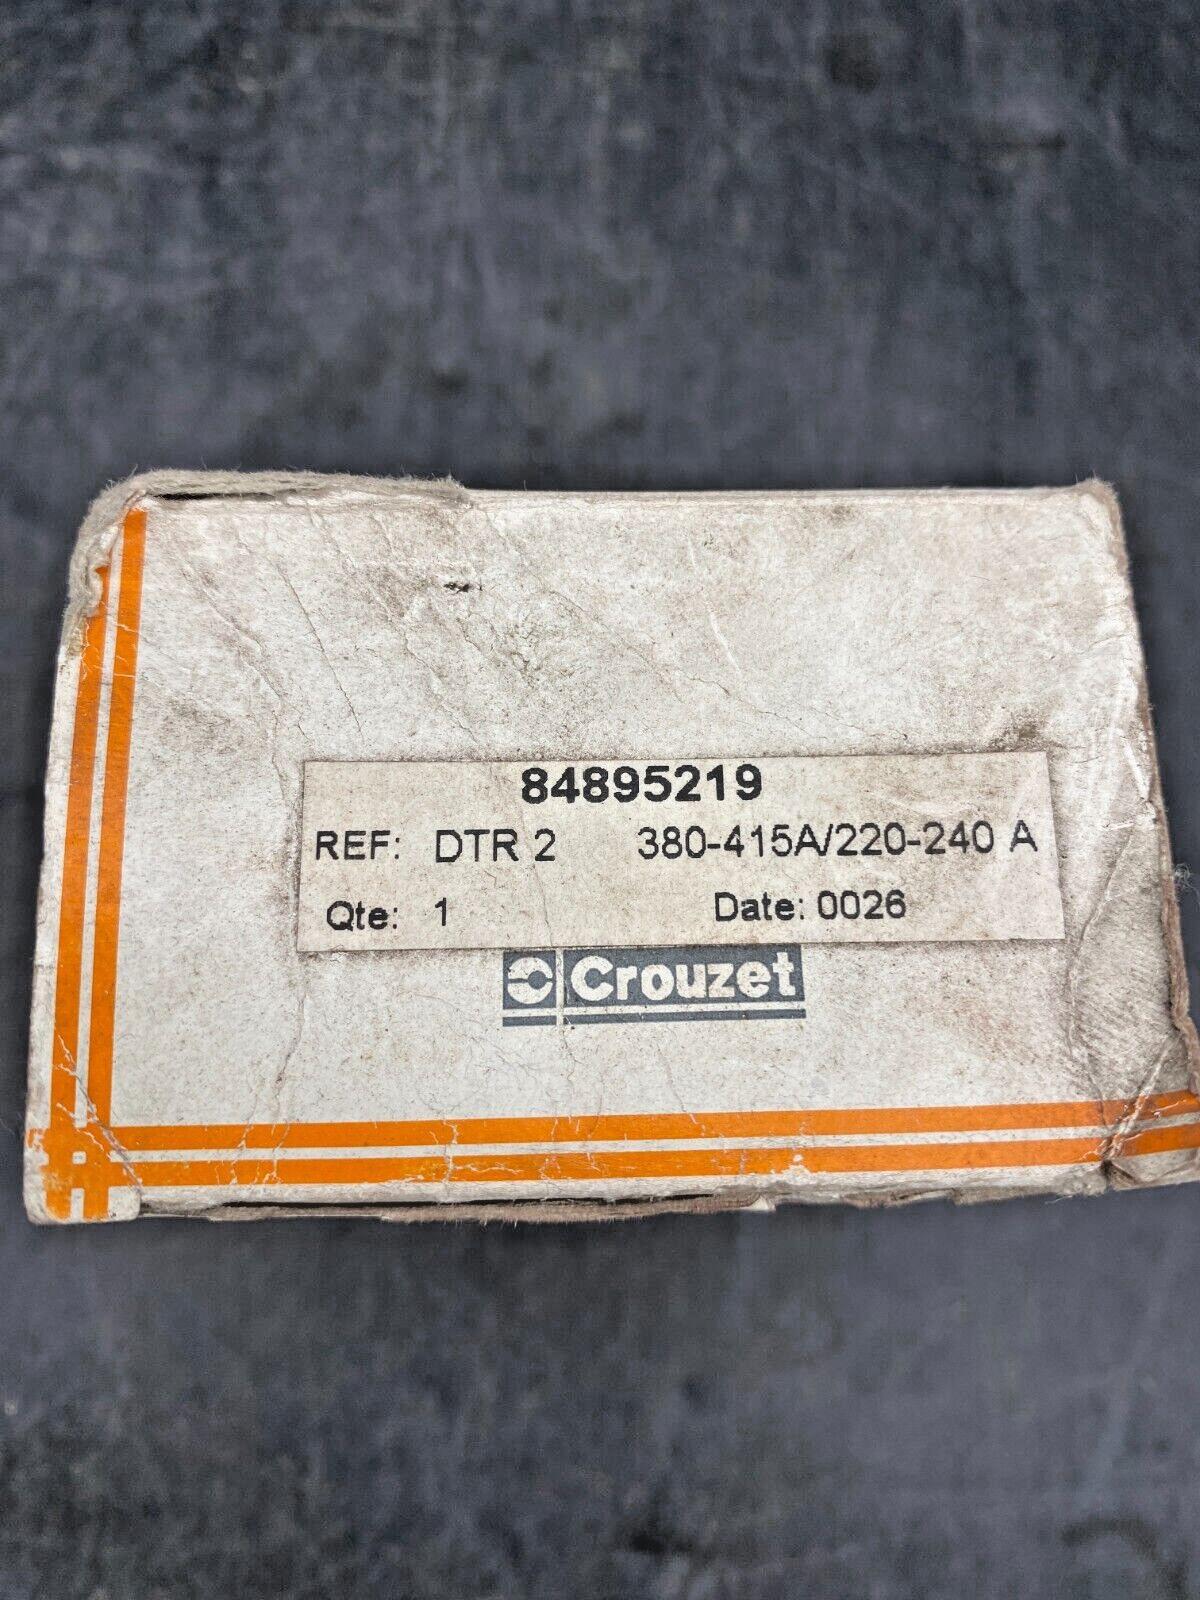 84895219
REF: DTR 2 380-415A/220-240 A
Qte: 1 Date: 0026
Crouzet